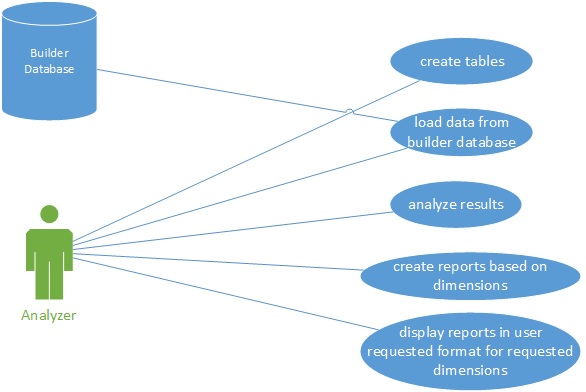 Builder
Database
create tables
load data from
builder database
analyze results
create reports based on
dimensions
display reports in user
requested format for requested
dimensions
Analyzer